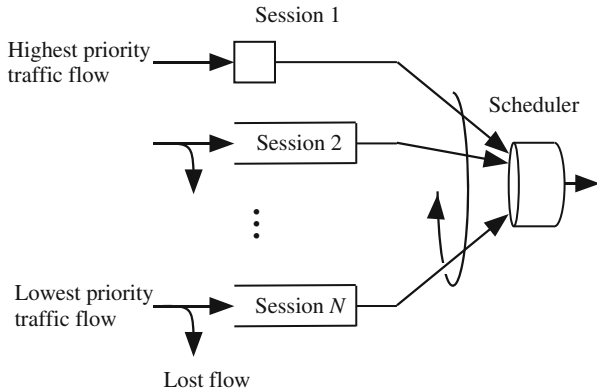 Session 1
Highest priority
traffic flow
Scheduler
Session 2
Lowest priority
traffic flow
Session N
Lost flow